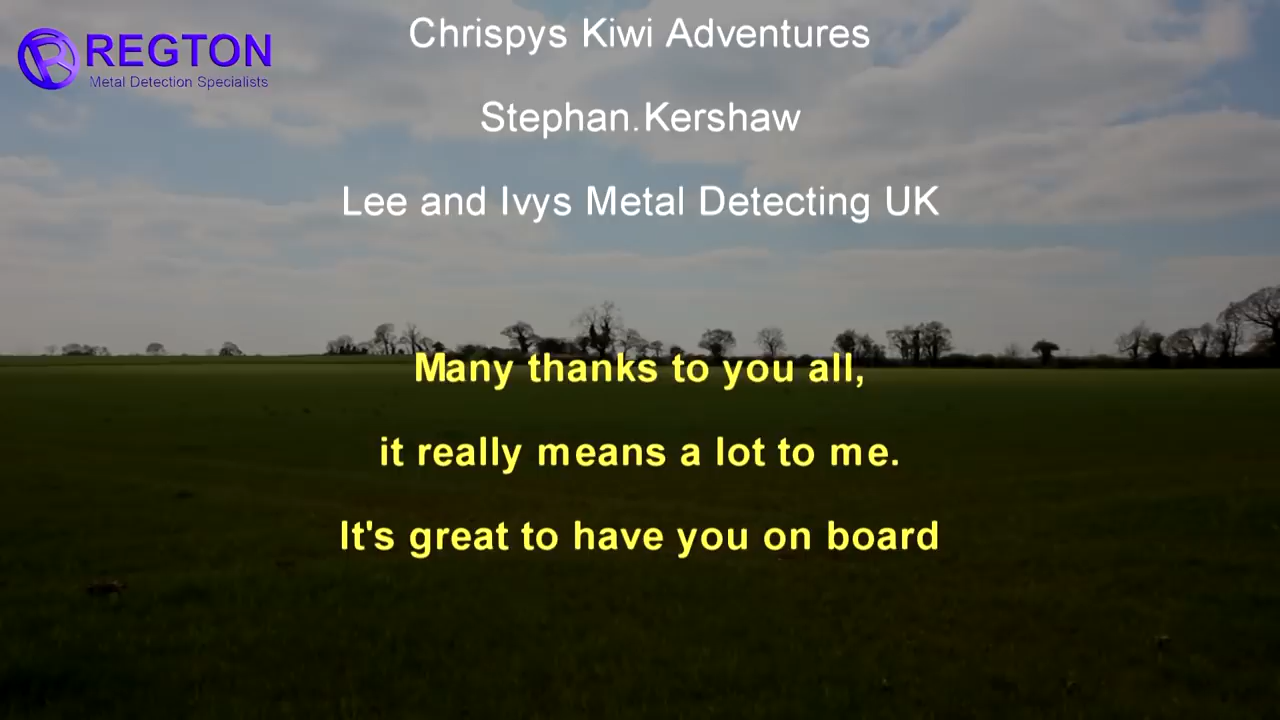 REGTON
Metal Detection Specialists
Chrispys Kiwi Adventures
Stephan.Kershaw
Lee and Ivys Metal Detecting UK
Many thanks to you all,
it really means a lot to me.
It's great to have you on board